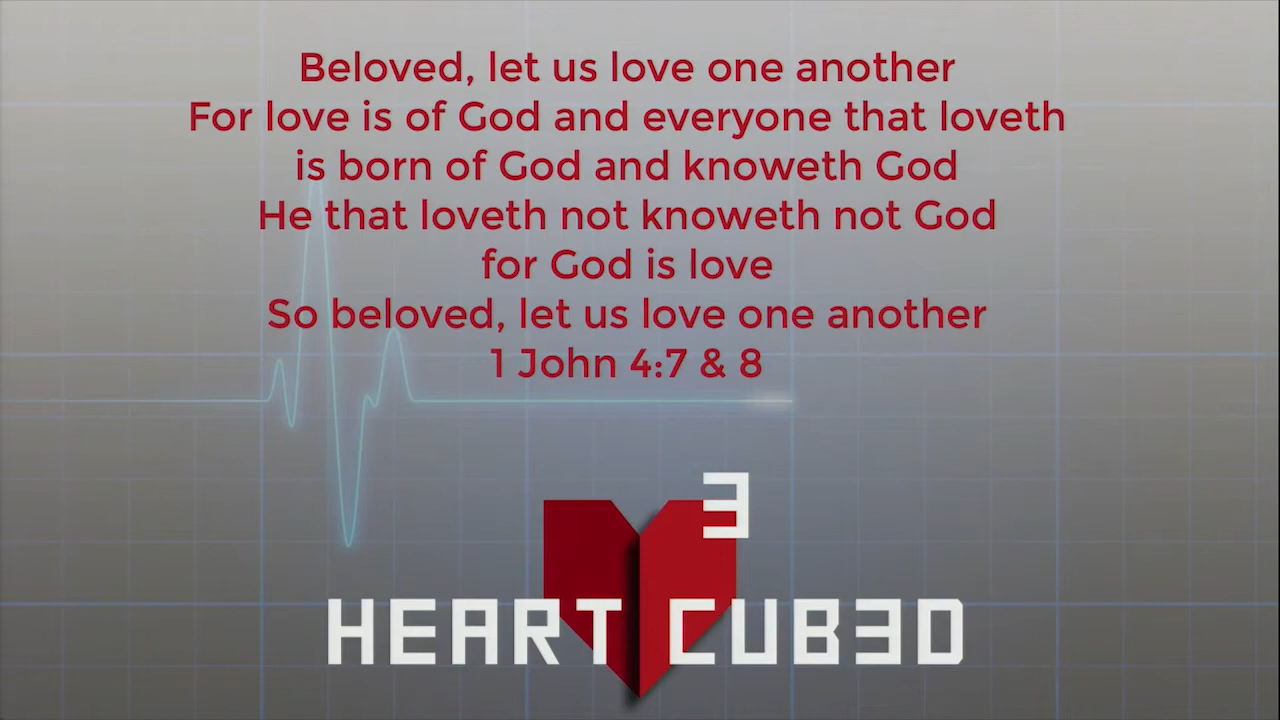 Beloved, let us love one another
For love is of God and everyone that loveth
is born of God and knoweth God
He that loveth not knoweth not God
for God is love
So beloved, let us love one another
1 John 4:7 & 8
3
HEART CUB3D